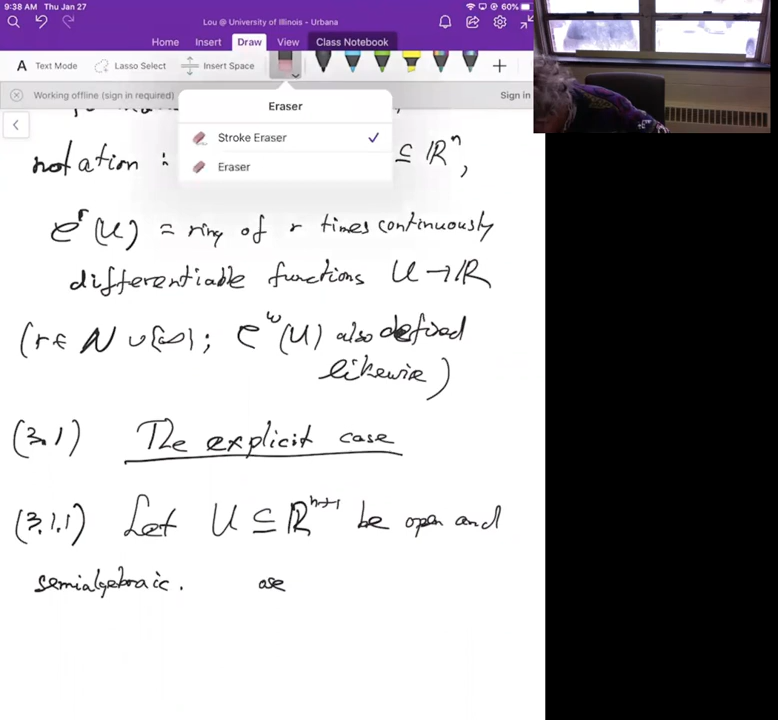 9:38 AM Thu Jan 27
60%
Lou @ University of Illinois - Urbana
Home Insert Draw View Class Notebook
A Text Mode Lasso Select Insert Space
Working offline (sign in required) Sign in
Eraser
Stroke Eraser
Eraser
notation : ⊆ ℝⁿ,
𝒞ʳ(U) = ring of r times continuously
differentiable functions U → ℝ
(r ∈ ℕ ∪ {∞}; 𝒞^ω(U) also defined
likewise)
(3.1) The explicit case
(3.1.1) Let U ⊆ ℝⁿ⁺¹ be open and
semialgebraic.